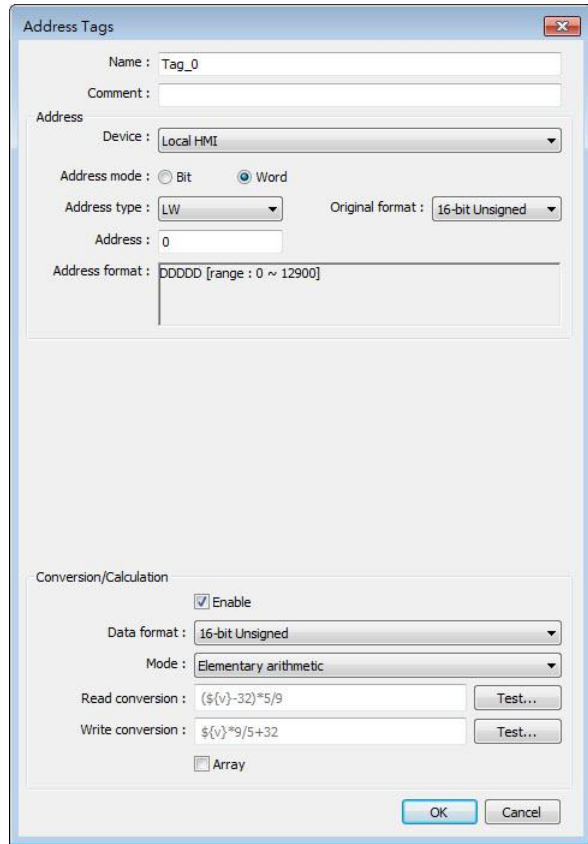 Address Tags
Name : Tag_0
Comment :
Address
Device : Local HMI
Address mode : Bit Word
Address type : LW Original format : 16-bit Unsigned
Address : 0
Address format : DDDDD [range : 0 ~ 12900]
Conversion/Calculation
Enable
Data format : 16-bit Unsigned
Mode : Elementary arithmetic
Read conversion : (${v}-32)*5/9 Test...
Write conversion : ${v}*9/5+32 Test...
Array
OK Cancel